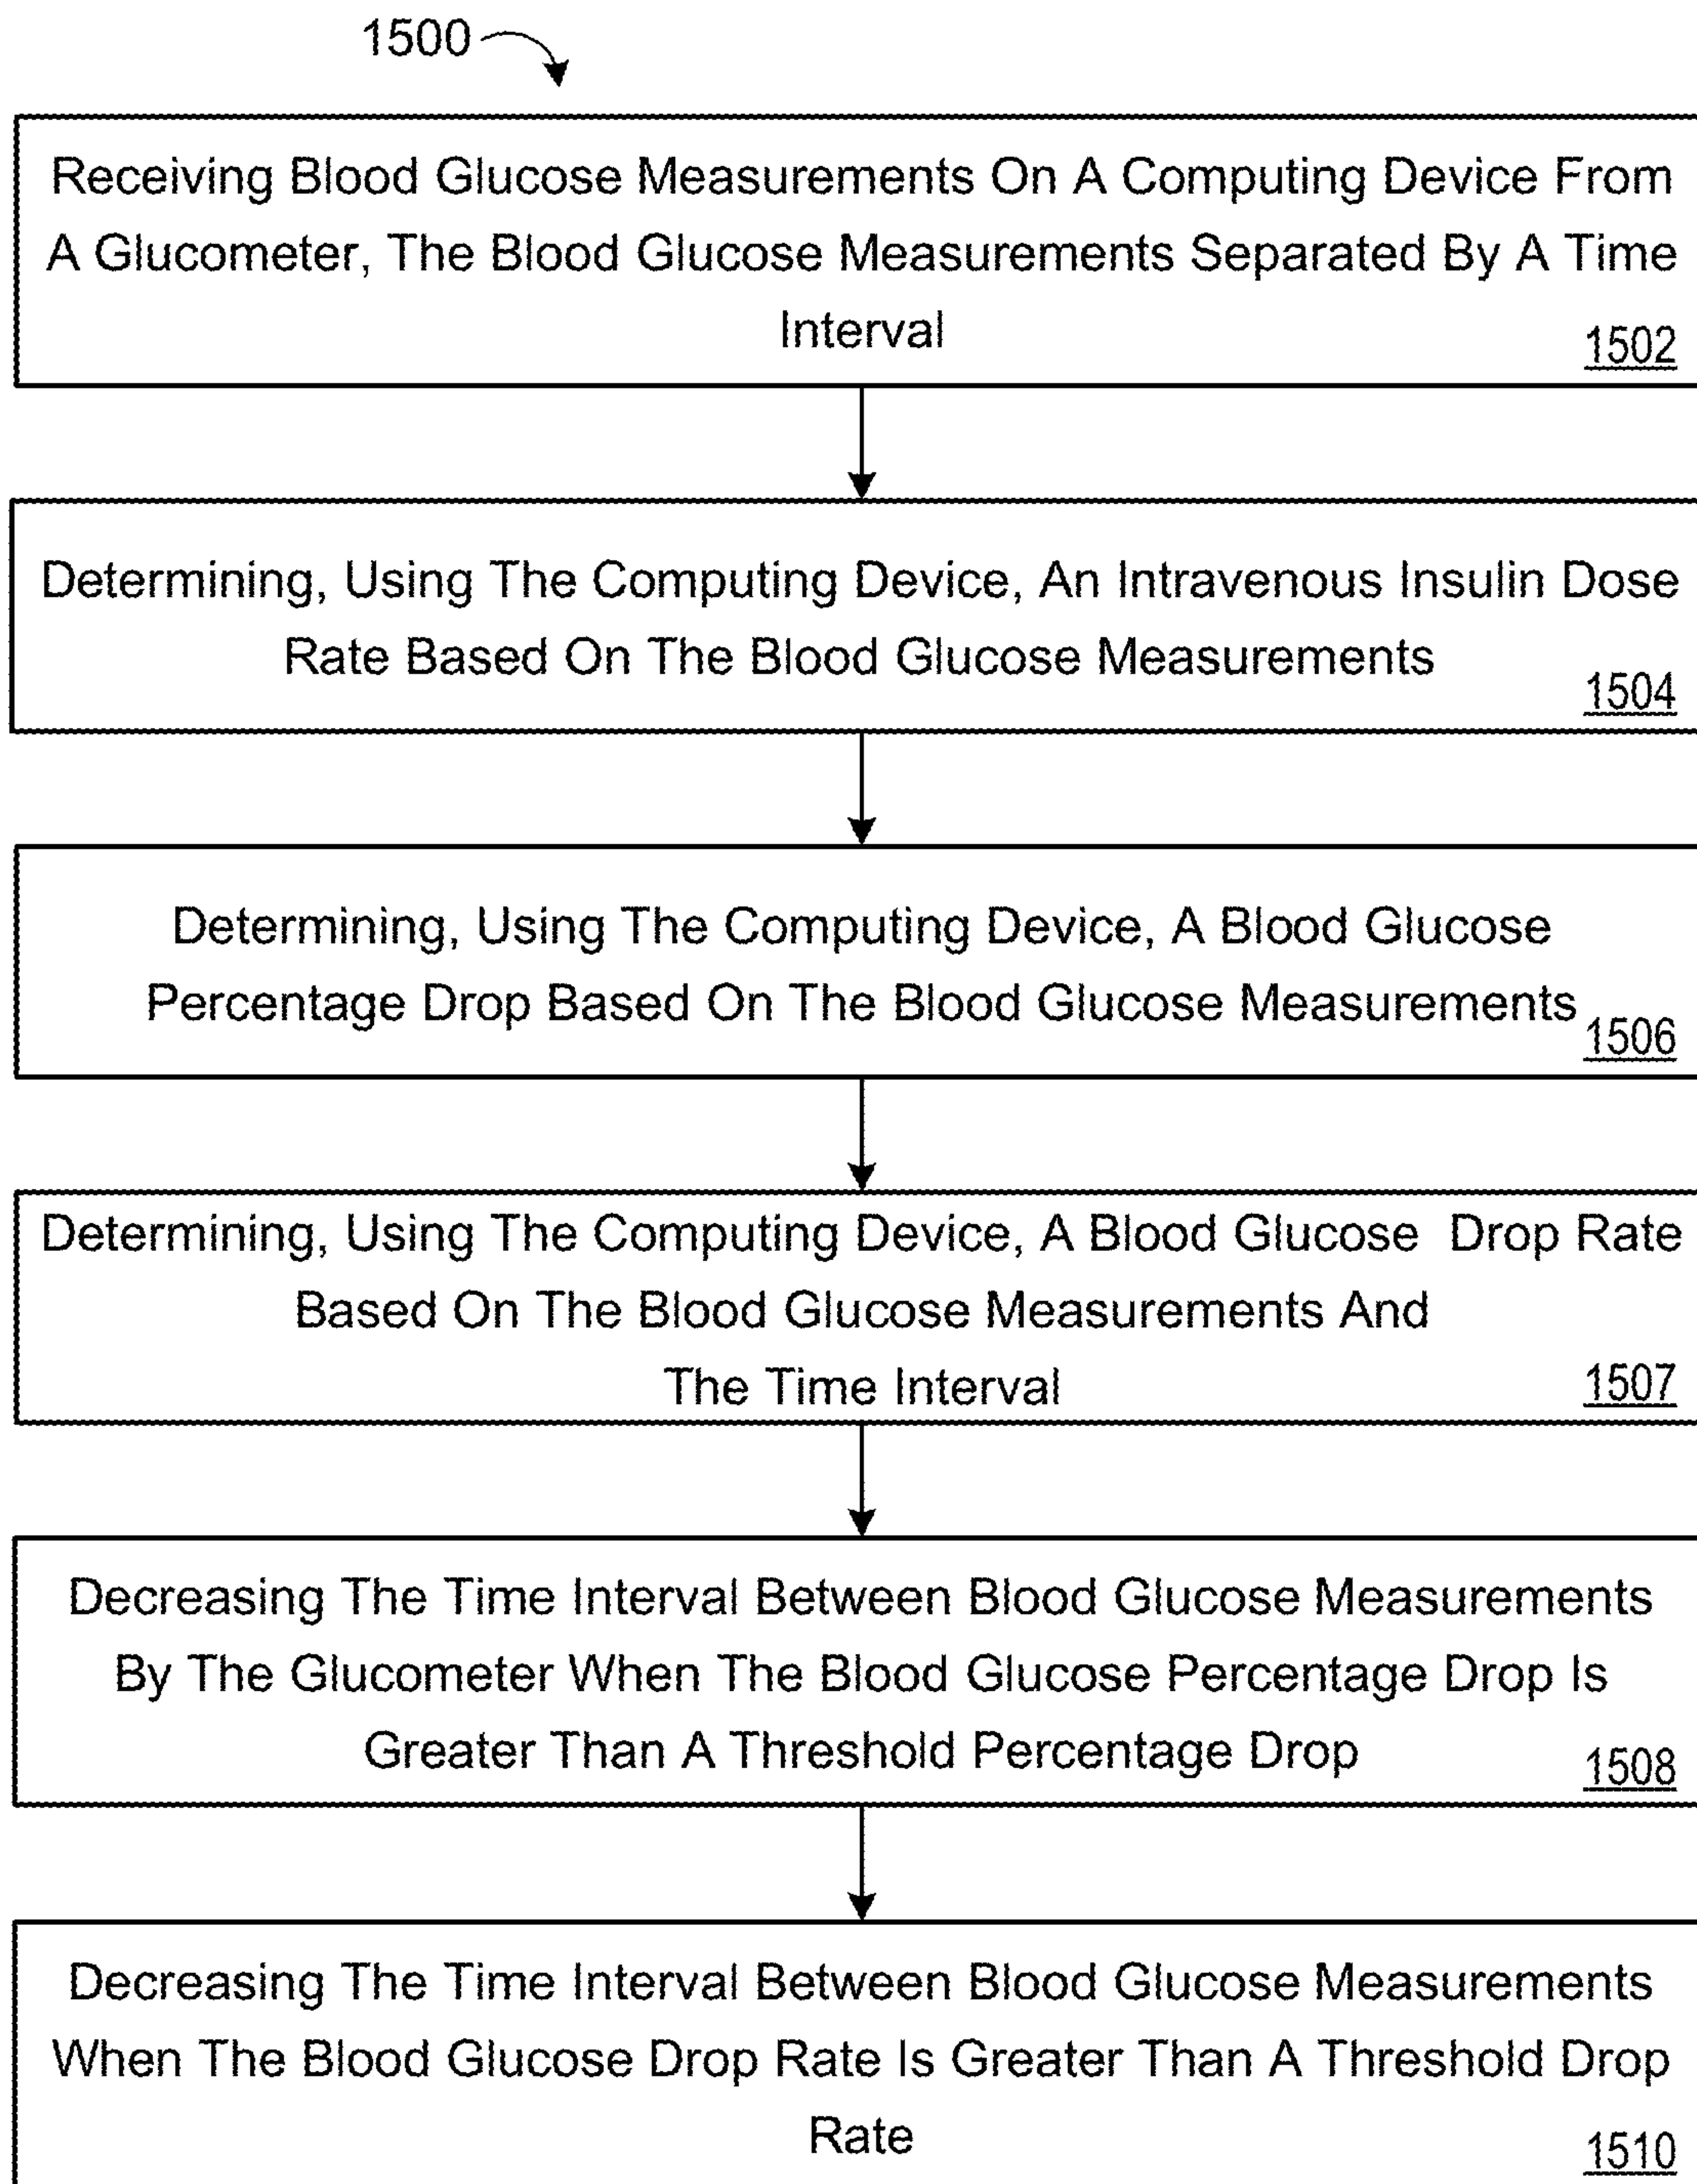 1500
Receiving Blood Glucose Measurements On A Computing Device From
A Glucometer, The Blood Glucose Measurements Separated By A Time
Interval
1502
Determining, Using The Computing Device, An Intravenous Insulin Dose
Rate Based On The Blood Glucose Measurements
1504
Determining, Using The Computing Device, A Blood Glucose
Percentage Drop Based On The Blood Glucose Measurements
1506
Determining, Using The Computing Device, A Blood Glucose Drop Rate
Based On The Blood Glucose Measurements And
The Time Interval
1507
Decreasing The Time Interval Between Blood Glucose Measurements
By The Glucometer When The Blood Glucose Percentage Drop Is
Greater Than A Threshold Percentage Drop
1508
Decreasing The Time Interval Between Blood Glucose Measurements
When The Blood Glucose Drop Rate Is Greater Than A Threshold Drop
Rate
1510